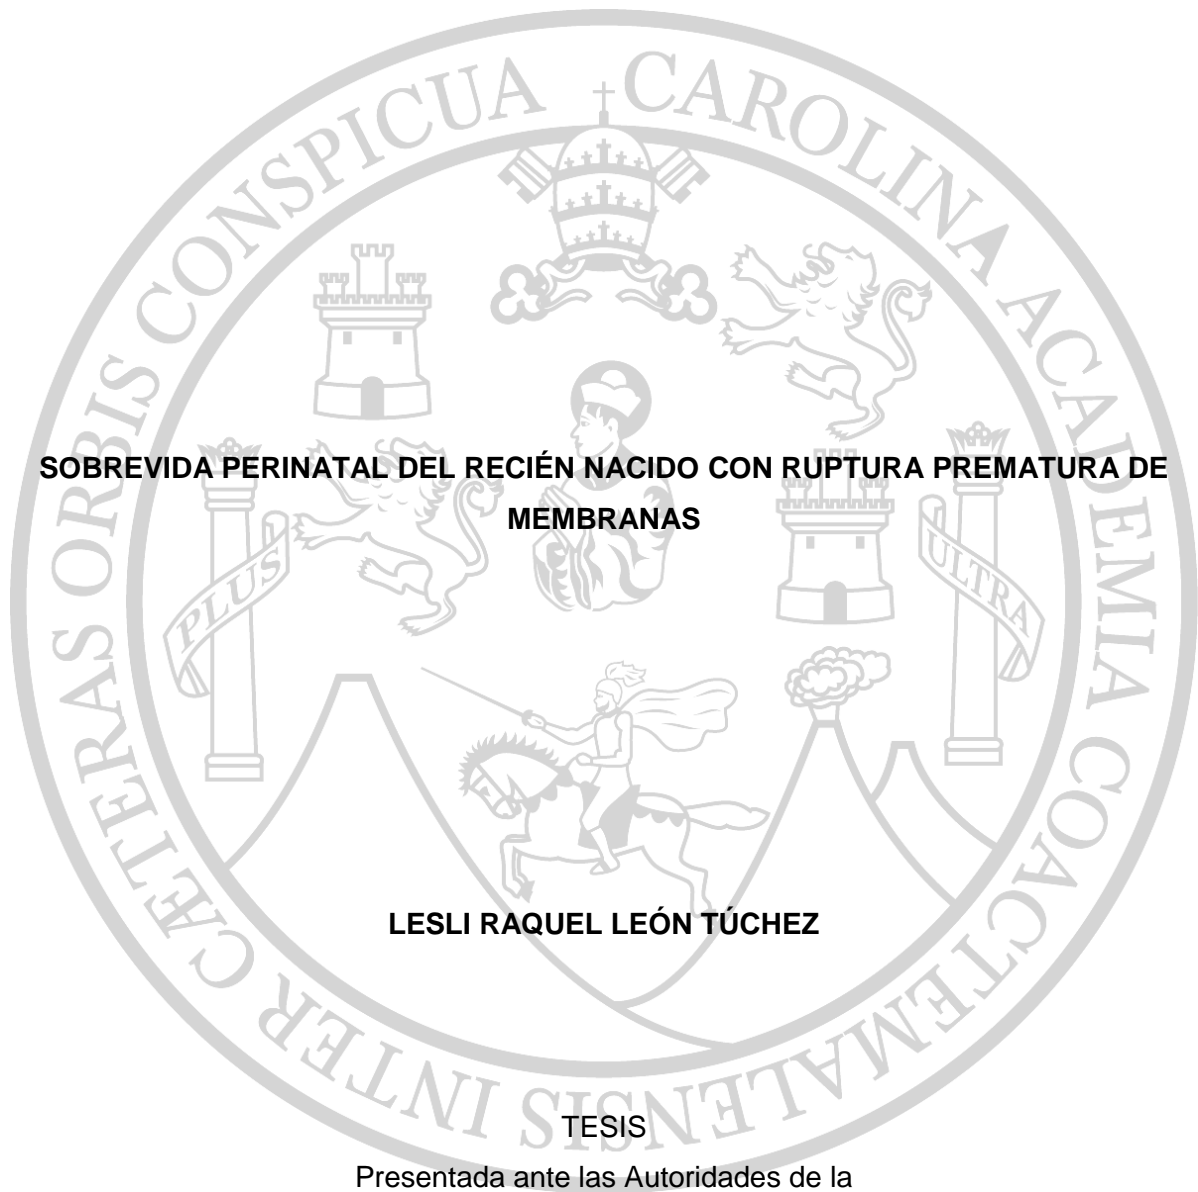 SOBREVIDA PERINATAL DEL RECIÉN NACIDO CON RUPTURA PREMATURA DE
MEMBRANAS
LESLI RAQUEL LEÓN TÚCHEZ
TESIS
Presentada ante las Autoridades de la
CAROLINA ACADEMIA COACTEMALENSIS INTER CÆTERAS ORBIS CONSPICUA
PLUS
ULTRA